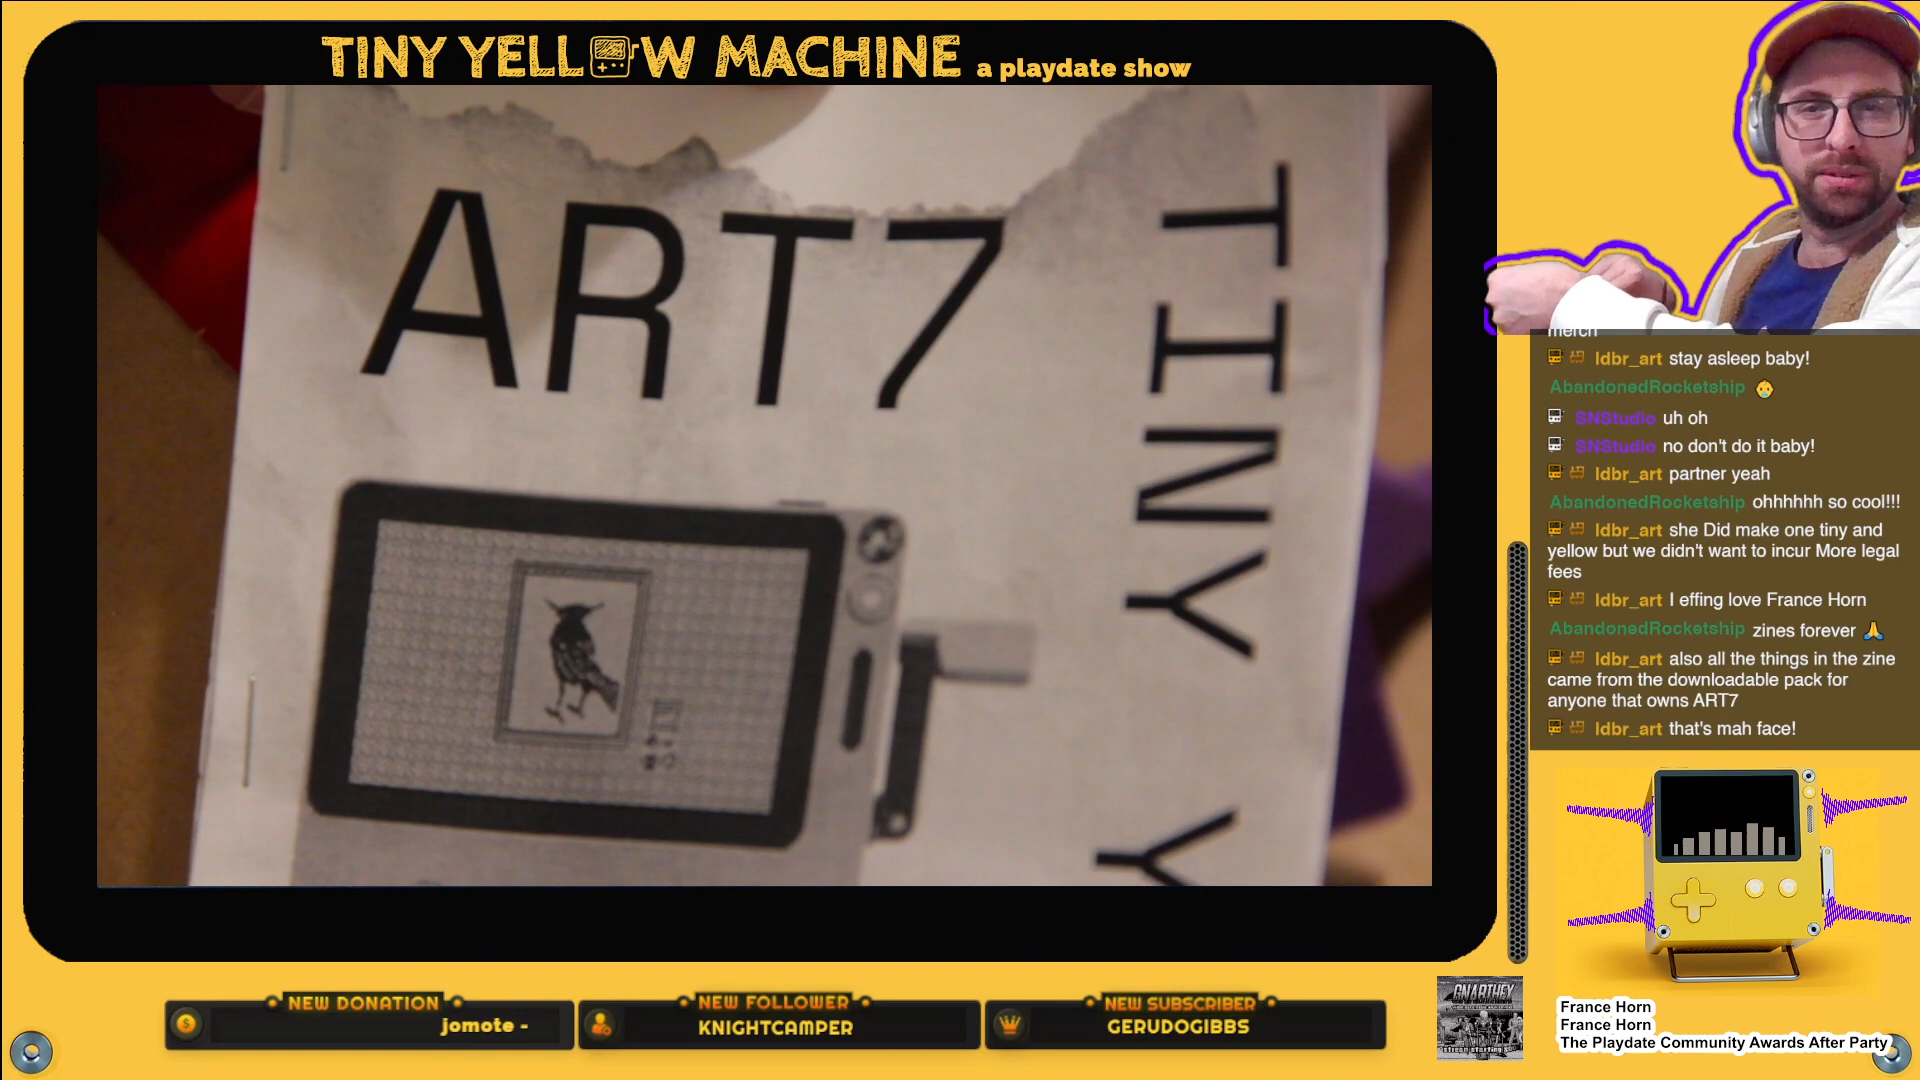 TINY YELLOW MACHINE a playdate show
ART7
TINY Y
merch
ldbr_art stay asleep baby!
AbandonedRocketship 😢
SNStudio uh oh
SNStudio no don't do it baby!
ldbr_art partner yeah
AbandonedRocketship ohhhhhh so cool!!!
ldbr_art she Did make one tiny and
yellow but we didn't want to incur More legal
fees
ldbr_art I effing love France Horn
AbandonedRocketship zines forever 🙏
ldbr_art also all the things in the zine
came from the downloadable pack for
anyone that owns ART7
ldbr_art that's mah face!
NEW DONATION
jomote -
NEW FOLLOWER
KNIGHTCAMPER
NEW SUBSCRIBER
GERUDOGIBBS
GNARTHEX
France Horn
France Horn
The Playdate Community Awards After Party